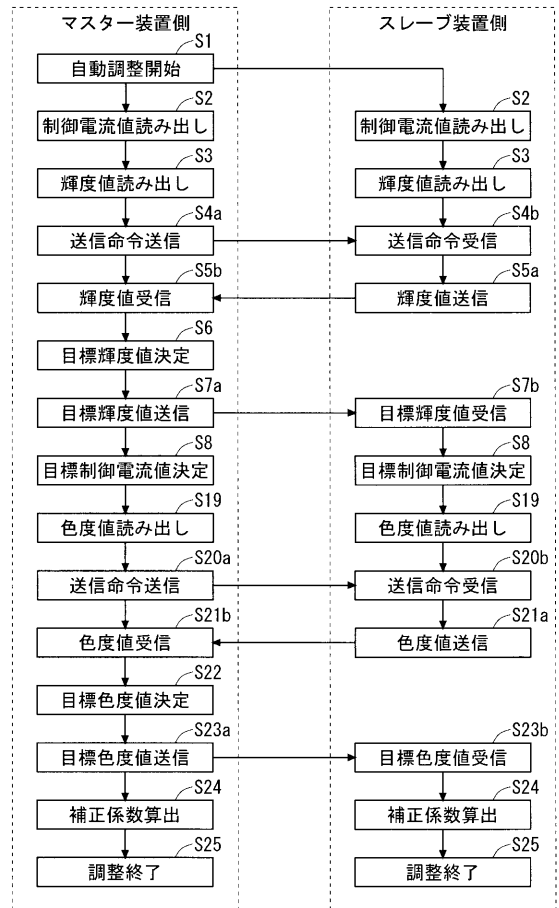 マスター装置側
スレーブ装置側
S1
自動調整開始
S2
制御電流値読み出し
S2
制御電流値読み出し
S3
輝度値読み出し
S3
輝度値読み出し
S4a
送信命令送信
S4b
送信命令受信
S5b
輝度値受信
S5a
輝度値送信
S6
目標輝度値決定
S7a
目標輝度値送信
S7b
目標輝度値受信
S8
目標制御電流値決定
S8
目標制御電流値決定
S19
色度値読み出し
S19
色度値読み出し
S20a
送信命令送信
S20b
送信命令受信
S21b
色度値受信
S21a
色度値送信
S22
目標色度値決定
S23a
目標色度値送信
S23b
目標色度値受信
S24
補正係数算出
S24
補正係数算出
S25
調整終了
S25
調整終了